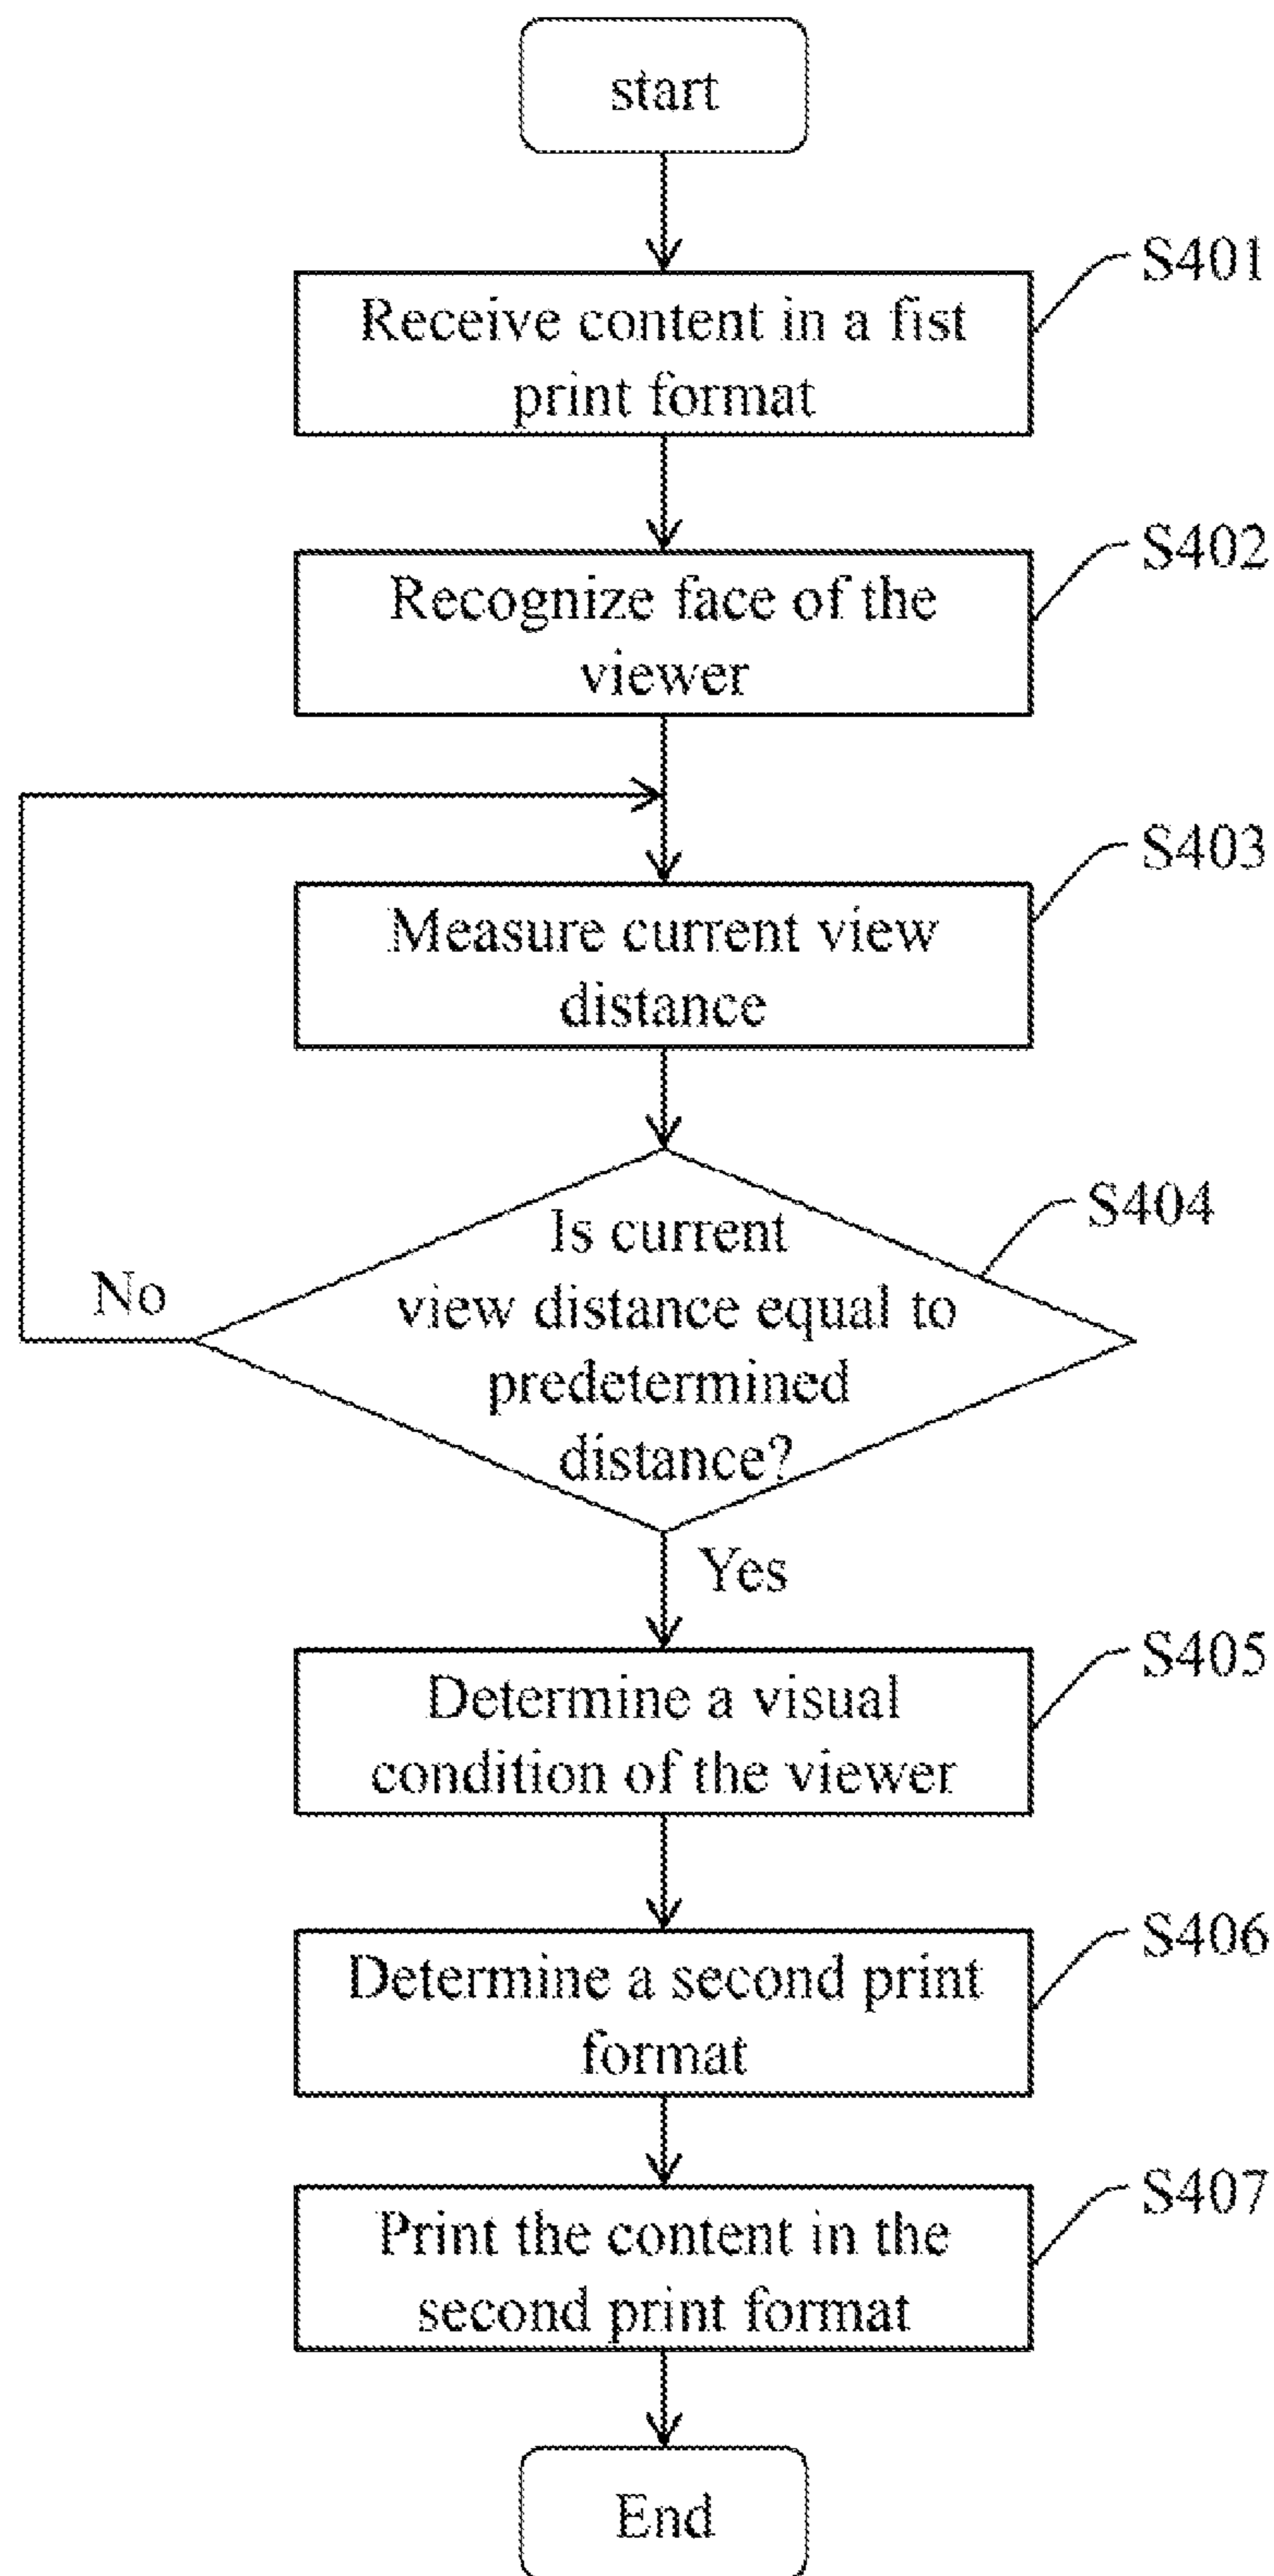 start
S401
Receive content in a fist
print format
S402
Recognize face of the
viewer
S403
Measure current view
distance
S404
Is current
view distance equal to
predetermined
distance?
No
Yes
S405
Determine a visual
condition of the viewer
S406
Determine a second print
format
S407
Print the content in the
second print format
End